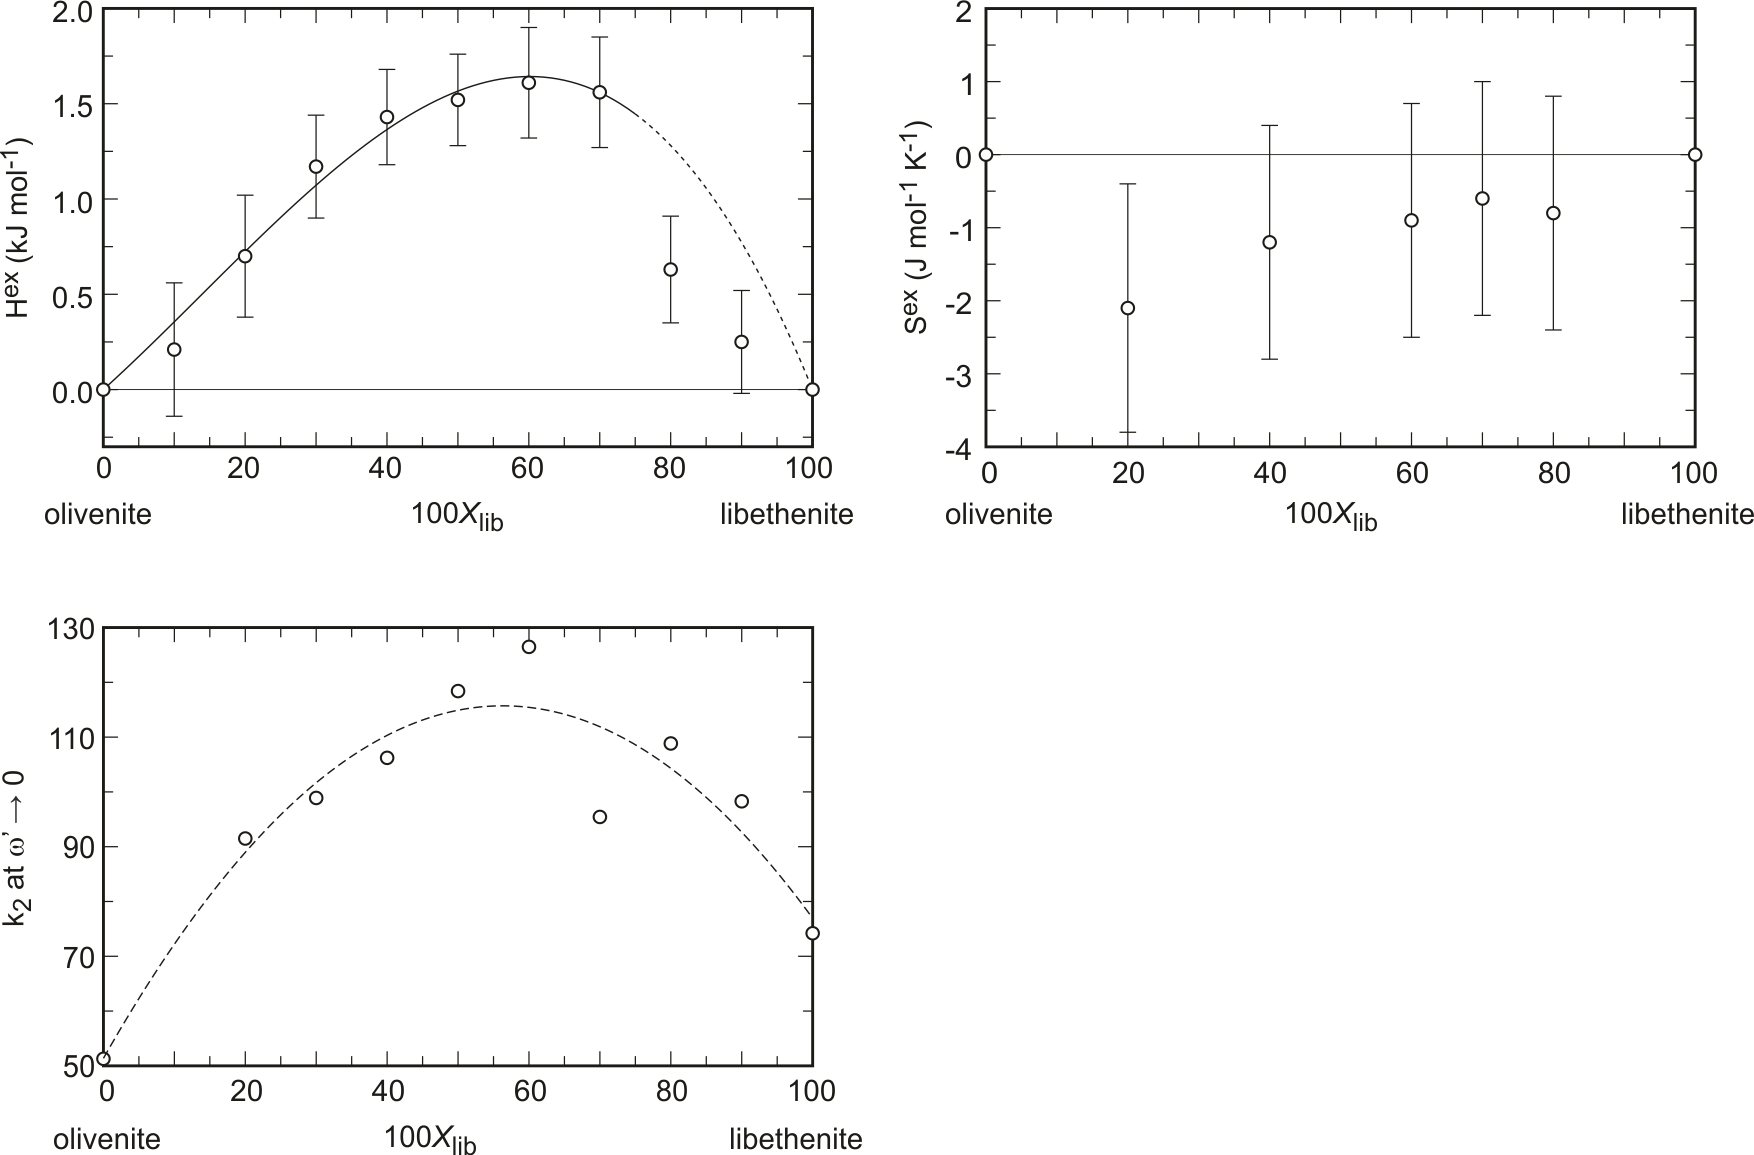 2.0
1.5
1.0
0.5
0.0
Hex (kJ mol-1)
0 20 40 60 80 100
olivenite 100Xlib libethenite
2
1
0
-1
-2
-3
-4
Sex (J mol-1 K-1)
0 20 40 60 80 100
olivenite 100Xlib libethenite
130
110
90
70
50
k2 at ω' → 0
0 20 40 60 80 100
olivenite 100Xlib libethenite